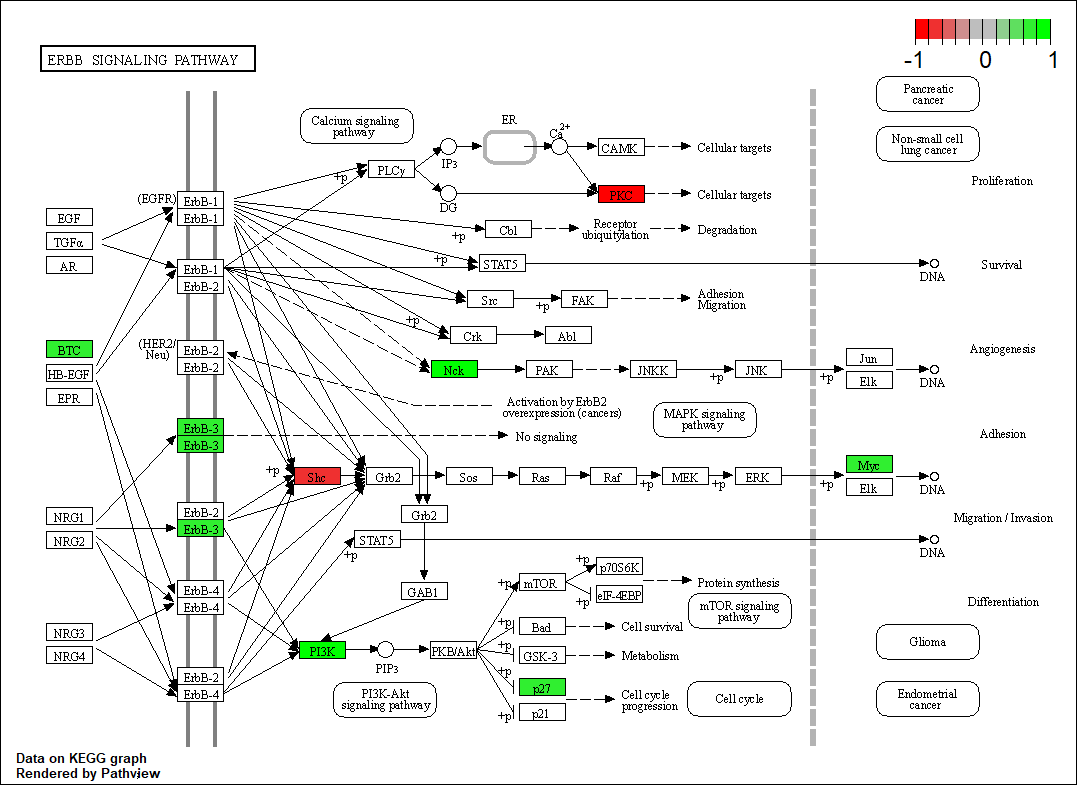 ERBB SIGNALING PATHWAY
-1 0 1
Pancreatic
cancer
Non-small cell
lung cancer
Calcium signaling
pathway
ER
Ca2+
IP3
CAMK
Cellular targets
PLCγ
+p
DG
PKC
Cellular targets
Proliferation
(EGFR)
ErbB-1
ErbB-1
EGF
TGFα
AR
Cbl
+p
Receptor
ubiquitylation
Degradation
ErbB-1
ErbB-2
STAT5
+p
DNA
Survival
Src
+p
FAK
Adhesion
Migration
+p
Crk
Abl
BTC
HB-EGF
EPR
(HER2/
Neu)
ErbB-2
ErbB-2
Nck
PAK
JNKK
+p
JNK
+p
Jun
Elk
DNA
Angiogenesis
Activation by ErbB2
overexpression (cancers)
MAPK signaling
pathway
ErbB-3
ErbB-3
No signaling
Adhesion
+p
Shc
Grb2
Sos
Ras
Raf
+p
MEK
+p
ERK
+p
Myc
Elk
DNA
NRG1
NRG2
ErbB-2
ErbB-3
Grb2
Migration / Invasion
STAT5
+p
DNA
ErbB-4
ErbB-4
GAB1
+p
mTOR
+p
p70S6K
+p
eIF-4EBP
Protein synthesis
mTOR signaling
pathway
Differentiation
NRG3
NRG4
+p
Bad
Cell survival
Glioma
PI3K
PIP3
PKB/Akt
+p
GSK-3
Metabolism
ErbB-2
ErbB-4
PI3K-Akt
signaling pathway
+p
p27
+p
p21
Cell cycle
progression
Cell cycle
Endometrial
cancer
Data on KEGG graph
Rendered by Pathview